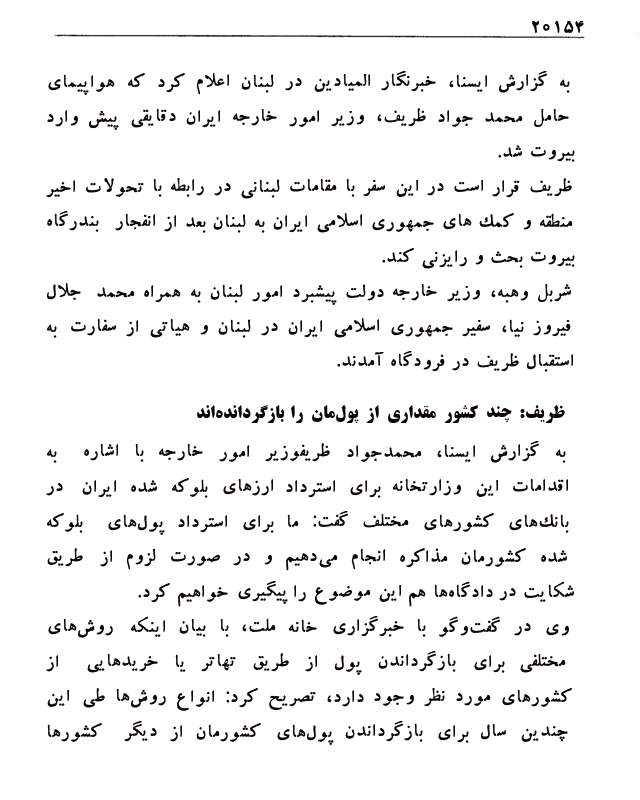 ۲۰۱۵۴
به گزارش ایسنا، خبرنگار المیادین در لبنان اعلام کرد که هواپیمای
حامل محمد جواد ظریف، وزیر امور خارجه ایران دقایقی پیش وارد
بیروت شد.
ظریف قرار است در این سفر با مقامات لبنانی در رابطه با تحولات اخیر
منطقه و کمك های جمهوری اسلامی ایران به لبنان بعد از انفجار بندرگاه
بیروت بحث و رایزنی کند.
شربل وهبه، وزیر خارجه دولت پیشبرد امور لبنان به همراه محمد جلال
فیروز نیا، سفیر جمهوری اسلامی ایران در لبنان و هیاتی از سفارت به
استقبال ظریف در فرودگاه آمدند.
ظریف: چند کشور مقداری از پول‌مان را بازگردانده‌اند
به گزارش ایسنا، محمدجواد ظریفوزیر امور خارجه با اشاره به
اقدامات این وزارتخانه برای استرداد ارزهای بلوکه شده ایران در
بانك‌های کشورهای مختلف گفت: ما برای استرداد پول‌های بلوکه
شده کشورمان مذاکره انجام می‌دهیم و در صورت لزوم از طریق
شکایت در دادگاه‌ها هم این موضوع را پیگیری خواهیم کرد.
وی در گفت‌وگو با خبرگزاری خانه ملت، با بیان اینکه روش‌های
مختلفی برای بازگرداندن پول از طریق تهاتر یا خریدهایی از
کشورهای مورد نظر وجود دارد، تصریح کرد: انواع روش‌ها طی این
چندین سال برای بازگرداندن پول‌های کشورمان از دیگر کشورها